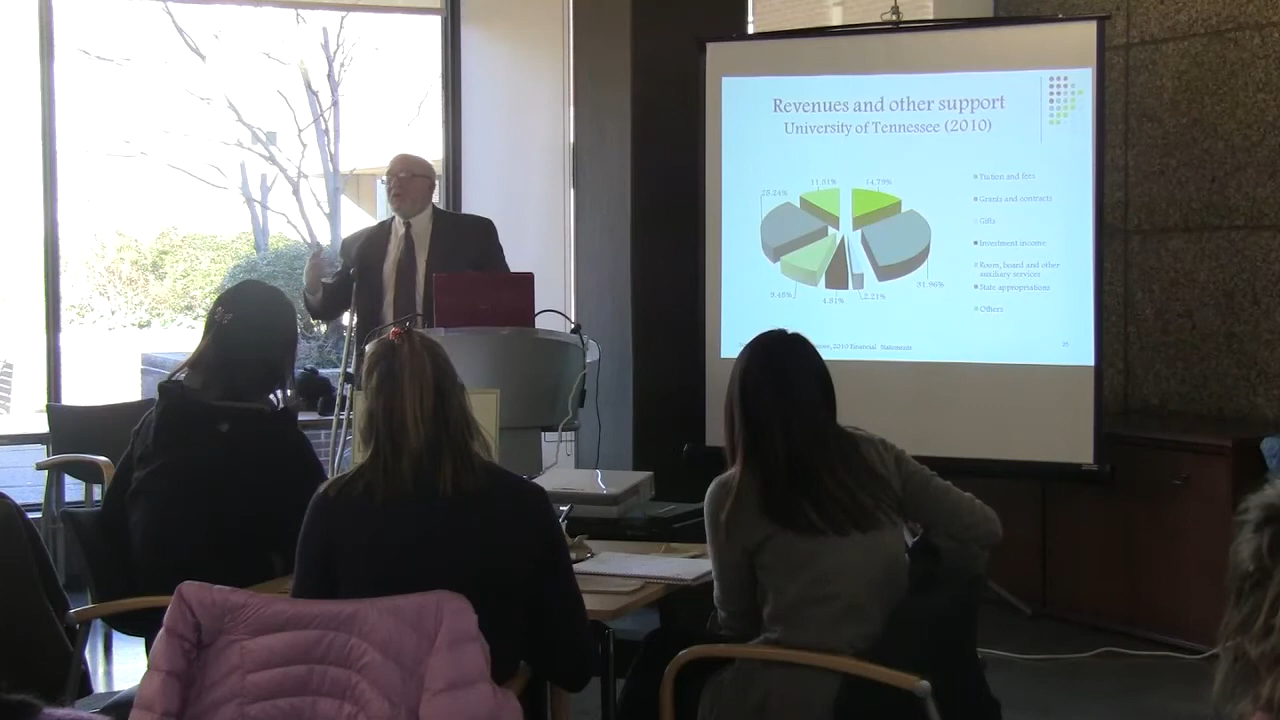 Revenues and other support
University of Tennessee (2010)
11.51%
14.79%
25.24%
31.96%
9.48%
4.81%
2.21%
Tuition and fees
Grants and contracts
Gifts
Investment income
Room, board and other
auxiliary services
State appropriations
Others
2010 Financial Statements
25